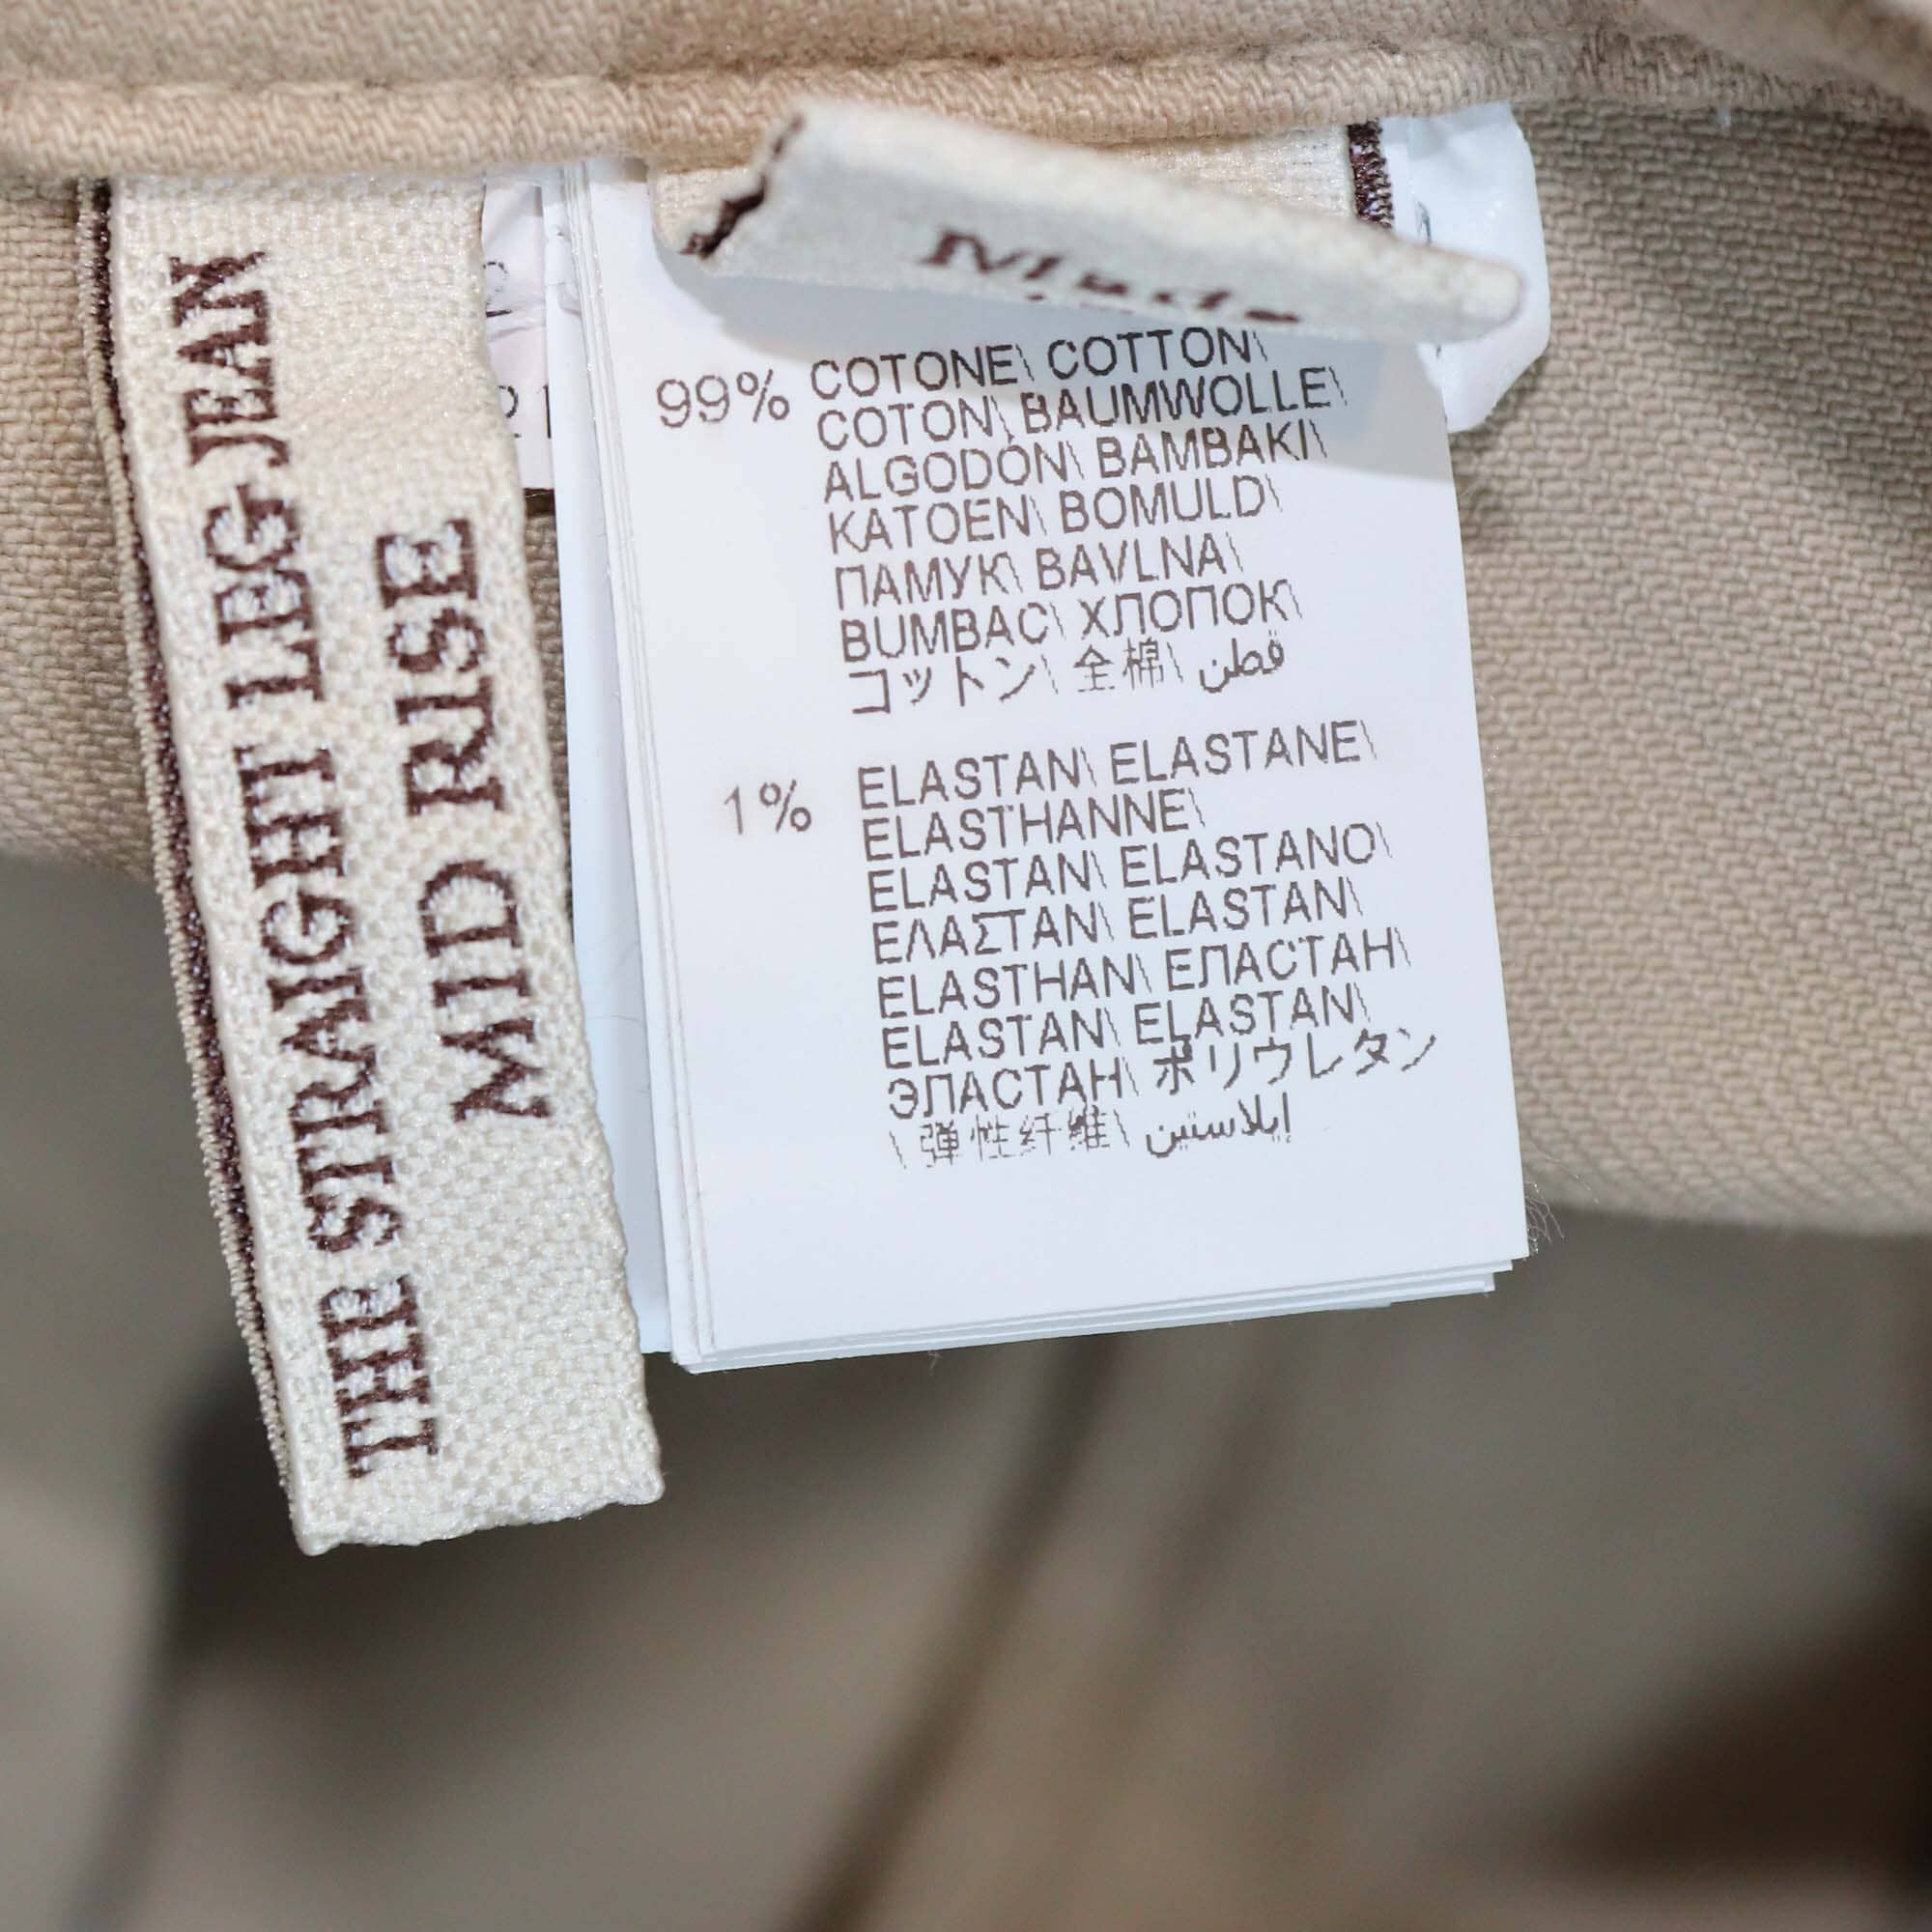 THE STRAIGHT LEG JEAN
MID RISE
Made
99% COTONE\ COTTON\
COTON\ BAUMWOLLE\
ALGODÓN\ BAMBAKI\
KATOEN\ BOMULD\
ПАМУК\ BAVLNA\
BUMBAC\ ХЛОПОК\
コットン\ 全棉\ قطن
1% ELASTAN\ ELASTANE\
ELASTHANNE\
ELASTAN\ ELASTANO\
ΕΛΑΣΤΑΝ\ ELASTAN\
ELASTHAN\ ЕЛАСТАН\
ELASTAN\ ELASTAN\
ЭЛАСТАН\ ポリウレタン
\ 弹性纤维\ إيلاستين